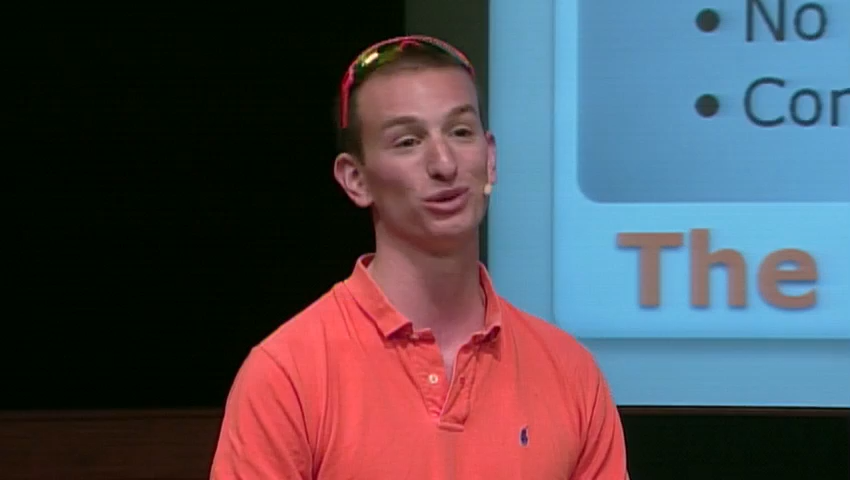 • No
• Con
The